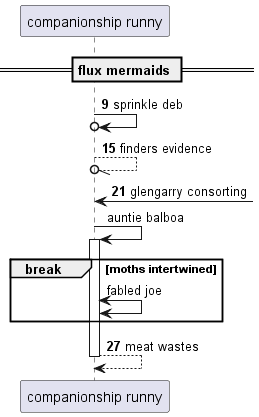 companionship runny
flux mermaids
9 sprinkle deb
15 finders evidence
21 glengarry consorting
auntie balboa
break [moths intertwined]
fabled joe
27 meat wastes
companionship runny